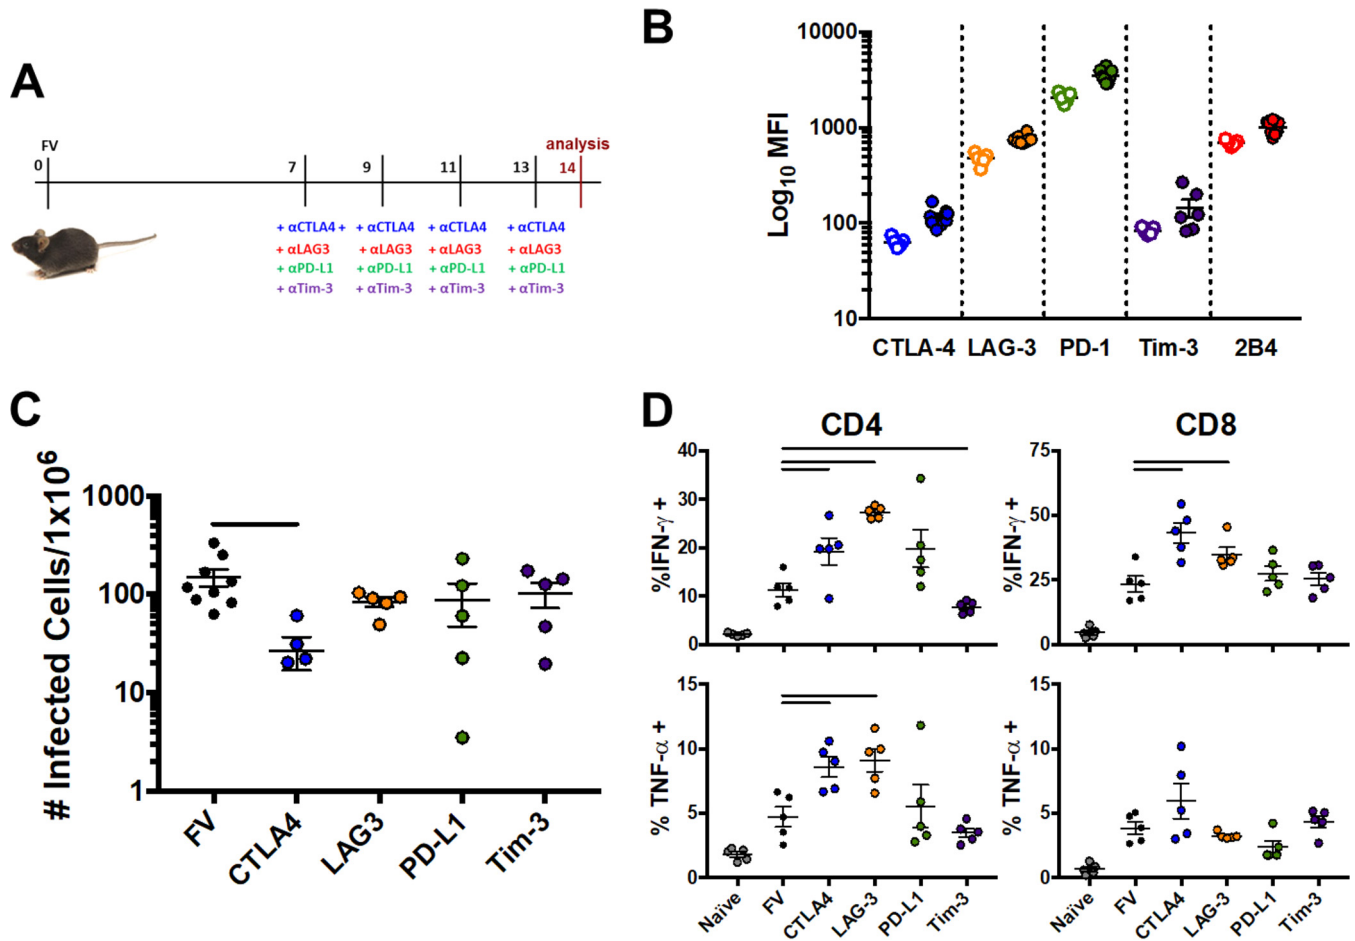 A
FV
analysis
0 7 9 11 13 14
+ αCTLA4 + + αCTLA4 + αCTLA4 + αCTLA4
+ αLAG3 + αLAG3 + αLAG3 + αLAG3
+ αPD-L1 + αPD-L1 + αPD-L1 + αPD-L1
+ αTim-3 + αTim-3 + αTim-3 + αTim-3
B
Log10 MFI
10000
1000
100
10
CTLA-4 LAG-3 PD-1 Tim-3 2B4
C
# Infected Cells/1x10⁶
1000
100
10
1
FV CTLA4 LAG3 PD-L1 Tim-3
D
CD4 CD8
%IFN-γ +
40
30
20
10
0
%IFN-γ +
75
50
25
0
% TNF-α +
15
10
5
0
Naïve FV CTLA4 LAG-3 PD-L1 Tim-3
% TNF-α +
15
10
5
0
Naïve FV CTLA4 LAG-3 PD-L1 Tim-3